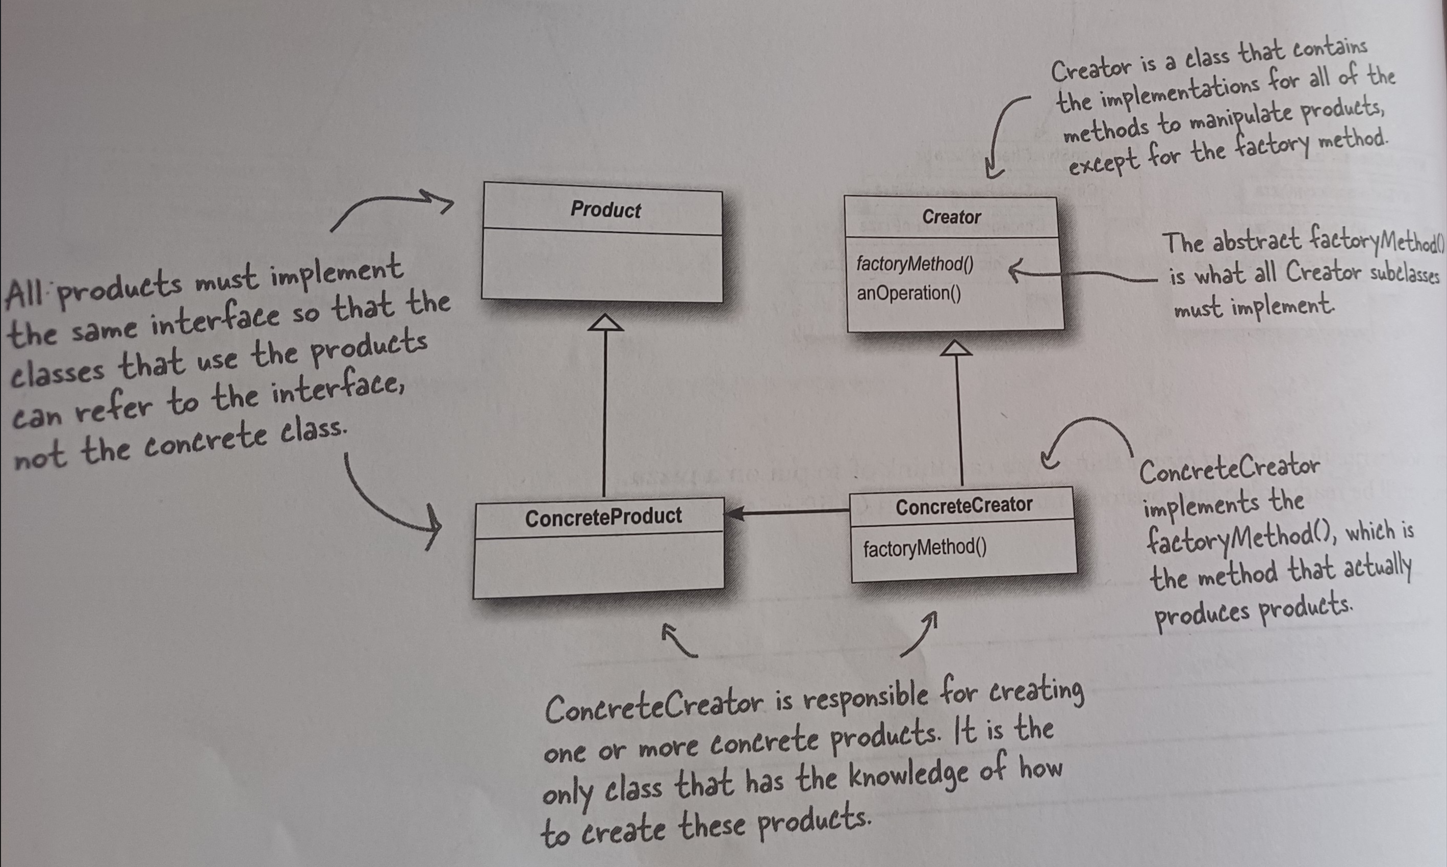 Creator is a class that contains
the implementations for all of the
methods to manipulate products,
except for the factory method.
Product
Creator
factoryMethod()
anOperation()
The abstract factoryMethod()
is what all Creator subclasses
must implement.
All products must implement
the same interface so that the
classes that use the products
can refer to the interface,
not the concrete class.
ConcreteProduct
ConcreteCreator
factoryMethod()
ConcreteCreator
implements the
factoryMethod(), which is
the method that actually
produces products.
ConcreteCreator is responsible for creating
one or more concrete products. It is the
only class that has the knowledge of how
to create these products.